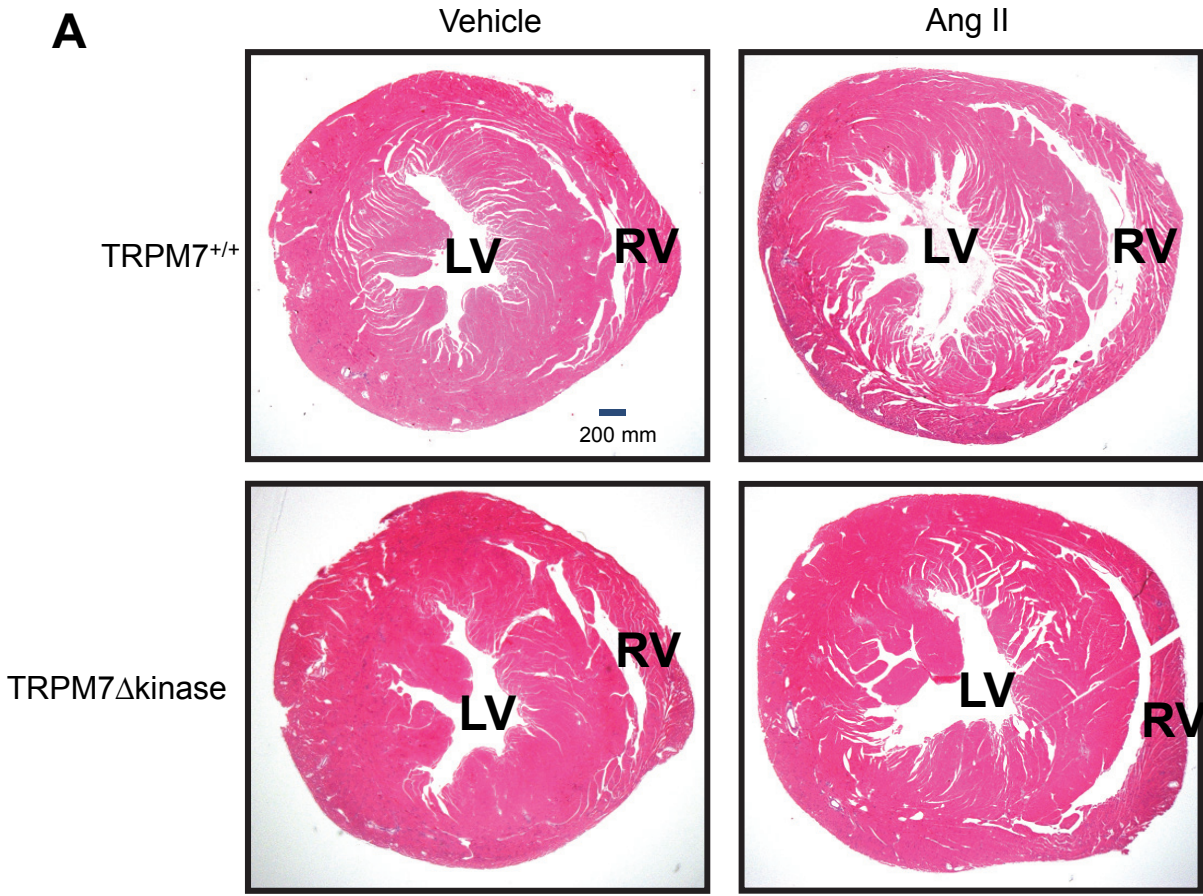 A
Vehicle
Ang II
TRPM7+/+
LV
RV
200 mm
LV
RV
TRPM7Δkinase
LV
RV
LV
RV